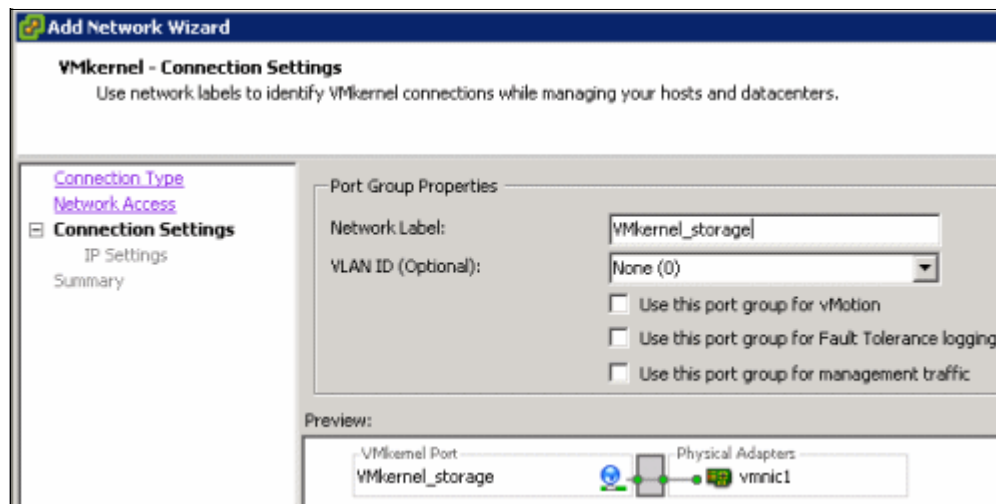 Add Network Wizard
VMkernel - Connection Settings
Use network labels to identify VMkernel connections while managing your hosts and datacenters.
Connection Type
Network Access
Connection Settings
IP Settings
Summary
Port Group Properties
Network Label:
VMkernel_storage
VLAN ID (Optional):
None (0)
Use this port group for vMotion
Use this port group for Fault Tolerance logging
Use this port group for management traffic
Preview:
VMkernel Port
VMkernel_storage
Physical Adapters
vmnic1